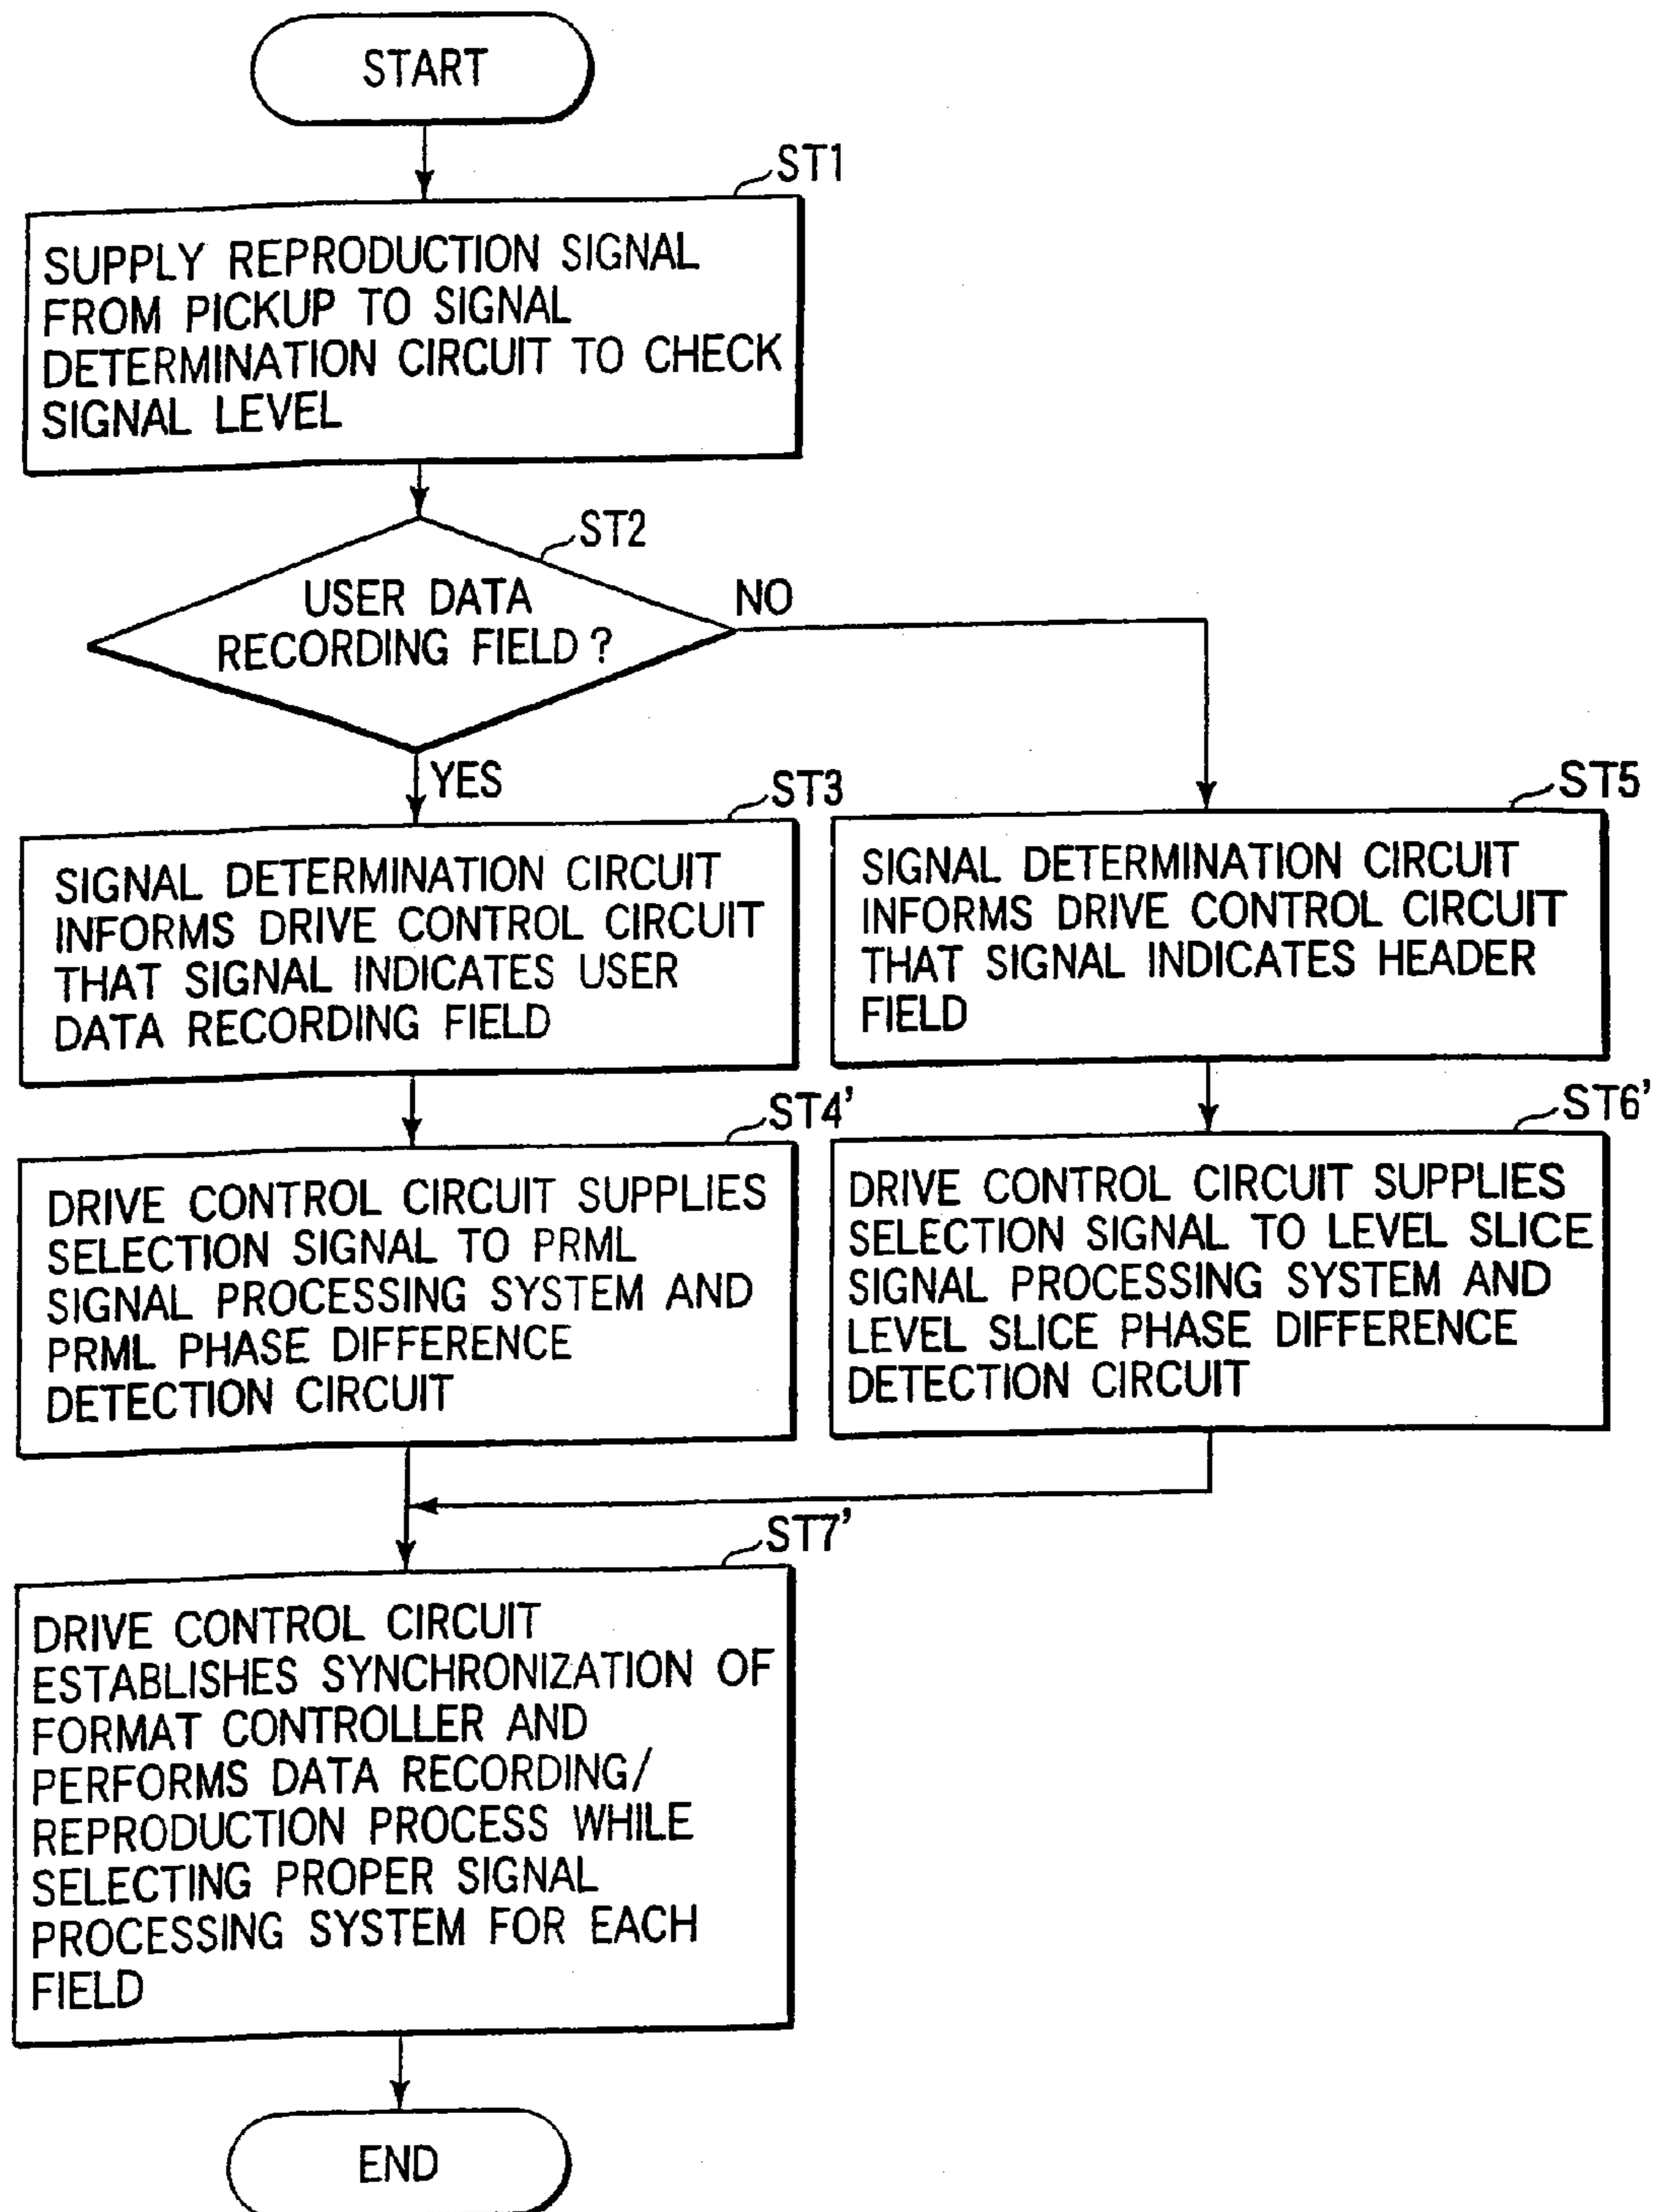 START
ST1
SUPPLY REPRODUCTION SIGNAL
FROM PICKUP TO SIGNAL
DETERMINATION CIRCUIT TO CHECK
SIGNAL LEVEL
ST2
USER DATA
RECORDING FIELD?
NO
YES
ST3
SIGNAL DETERMINATION CIRCUIT
INFORMS DRIVE CONTROL CIRCUIT
THAT SIGNAL INDICATES USER
DATA RECORDING FIELD
ST5
SIGNAL DETERMINATION CIRCUIT
INFORMS DRIVE CONTROL CIRCUIT
THAT SIGNAL INDICATES HEADER
FIELD
ST4'
DRIVE CONTROL CIRCUIT SUPPLIES
SELECTION SIGNAL TO PRML
SIGNAL PROCESSING SYSTEM AND
PRML PHASE DIFFERENCE
DETECTION CIRCUIT
ST6'
DRIVE CONTROL CIRCUIT SUPPLIES
SELECTION SIGNAL TO LEVEL SLICE
SIGNAL PROCESSING SYSTEM AND
LEVEL SLICE PHASE DIFFERENCE
DETECTION CIRCUIT
ST7'
DRIVE CONTROL CIRCUIT
ESTABLISHES SYNCHRONIZATION OF
FORMAT CONTROLLER AND
PERFORMS DATA RECORDING/
REPRODUCTION PROCESS WHILE
SELECTING PROPER SIGNAL
PROCESSING SYSTEM FOR EACH
FIELD
END